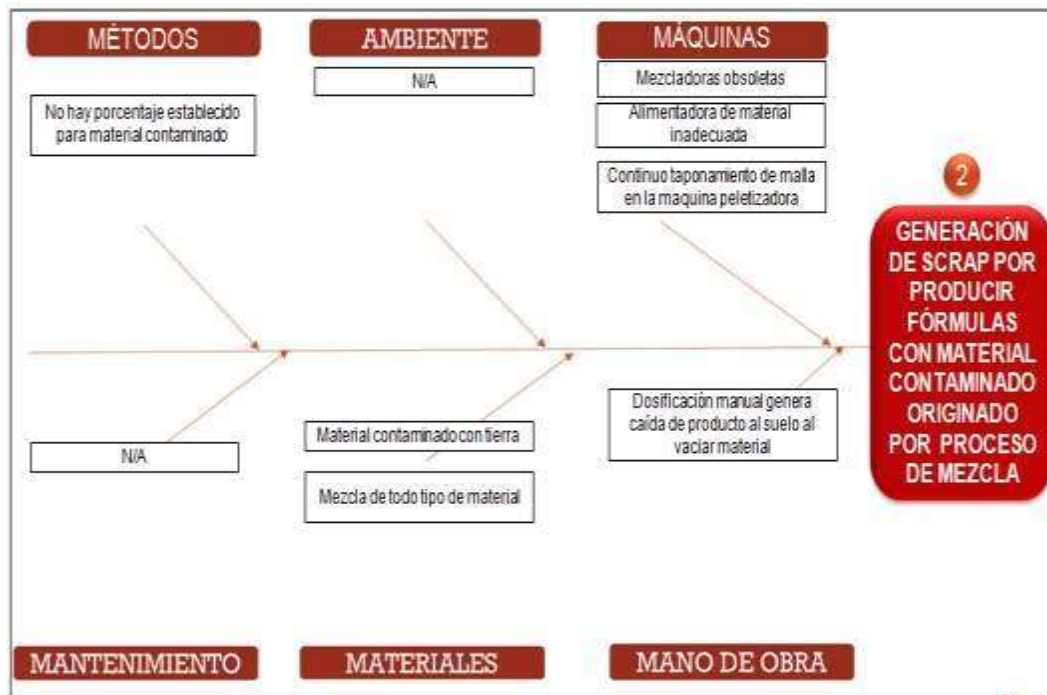 MÉTODOS
AMBIENTE
MÁQUINAS
No hay porcentaje establecido
para material contaminado
N/A
Mezcladoras obsoletas
Alimentadora de material
inadecuada
Continuo taponamiento de malla
en la maquina peletizadora
2
GENERACIÓN
DE SCRAP POR
PRODUCIR
FÓRMULAS
CON MATERIAL
CONTAMINADO
ORIGINADO
POR PROCESO
DE MEZCLA
N/A
Material contaminado con tierra
Mezcla de todo tipo de material
Dosificación manual genera
caída de producto al suelo al
vaciar material
MANTENIMIENTO
MATERIALES
MANO DE OBRA